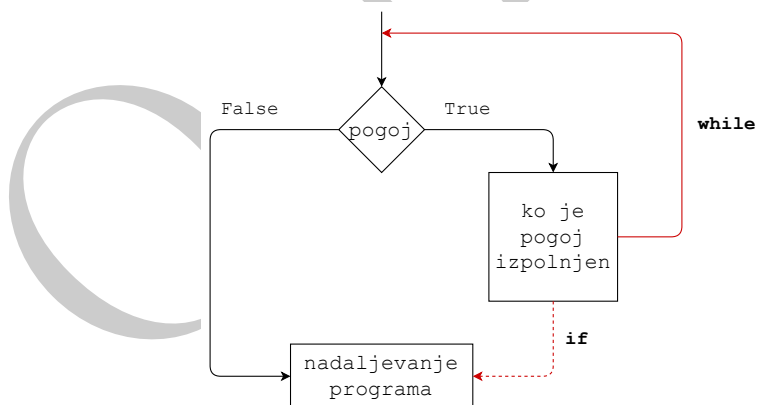 False
True
pogoj
while
ko je
pogoj
izpolnjen
if
nadaljevanje
programa